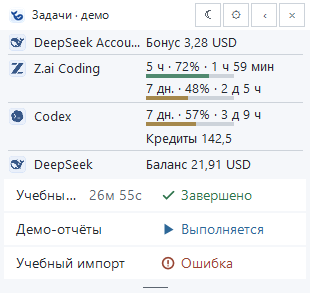 Задачи · демо
DeepSeek Accou... Бонус 3,28 USD
Z.ai Coding 5 ч · 72% · 1 ч 59 мин
7 дн. · 48% · 2 д 5 ч
Codex 7 дн. · 57% · 3 д 9 ч
Кредиты 142,5
DeepSeek Баланс 21,91 USD
Учебны... 26м 55с Завершено
Демо-отчёты Выполняется
Учебный импорт Ошибка